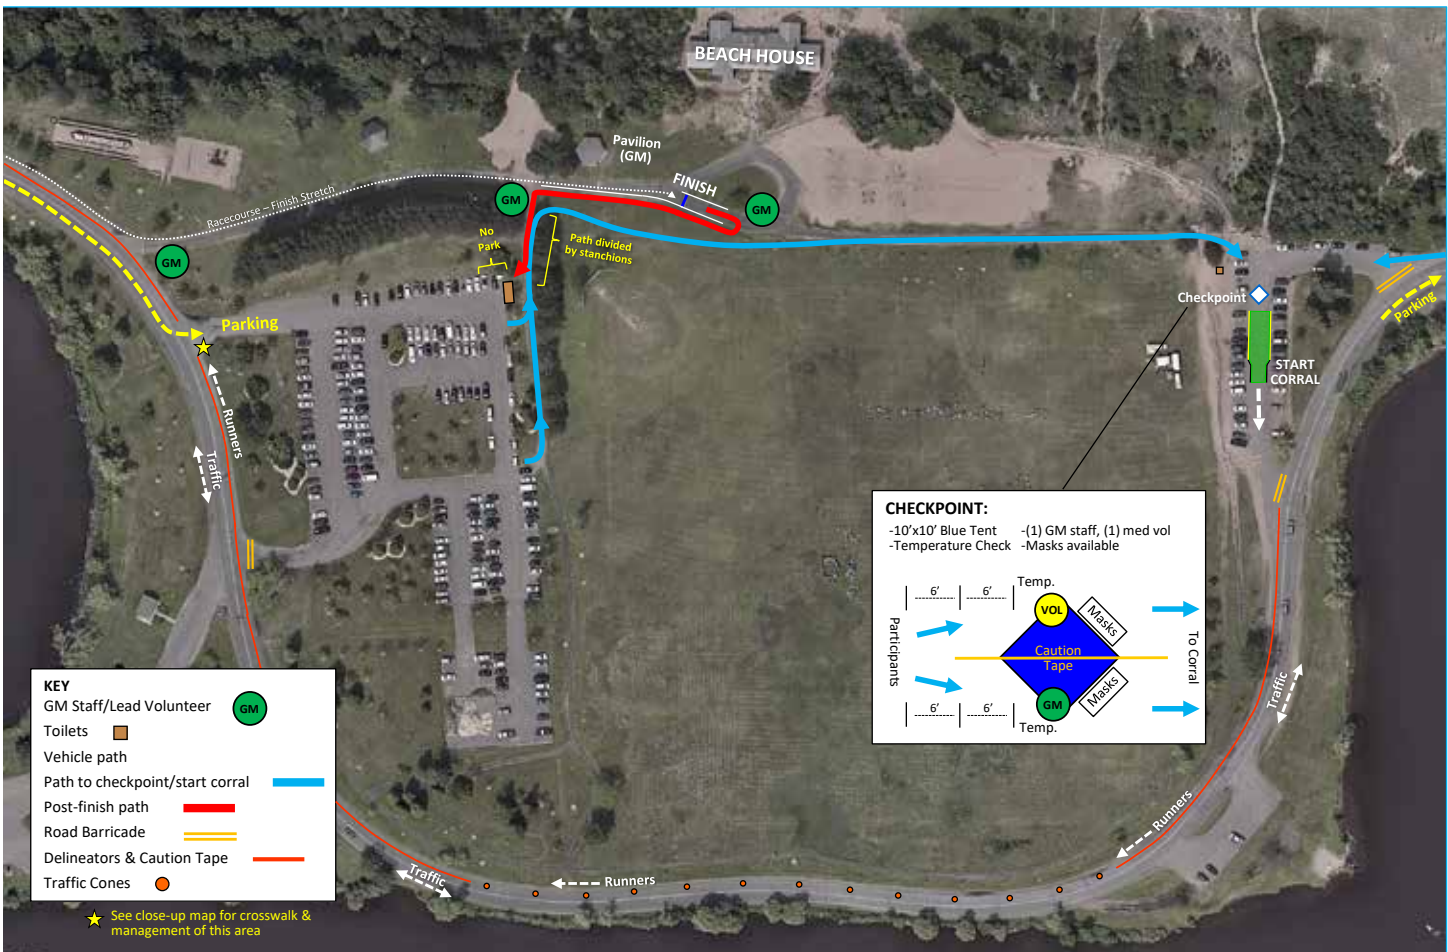 BEACH HOUSE
Pavilion
(GM)
FINISH
Racecourse – Finish Stretch
GM
GM
GM
No
Park
Path divided
by stanchions
Parking
Checkpoint
Parking
START
CORRAL
Runners
Traffic
CHECKPOINT:
-10'x10' Blue Tent
-(1) GM staff, (1) med vol
-Temperature Check
-Masks available
6'
6'
Temp.
VOL
Masks
Participants
Caution
Tape
To Corral
Masks
GM
6'
6'
Temp.
Traffic
Runners
Runners
Traffic
KEY
GM Staff/Lead Volunteer
GM
Toilets
Vehicle path
Path to checkpoint/start corral
Post-finish path
Road Barricade
Delineators & Caution Tape
Traffic Cones
See close-up map for crosswalk &
management of this area